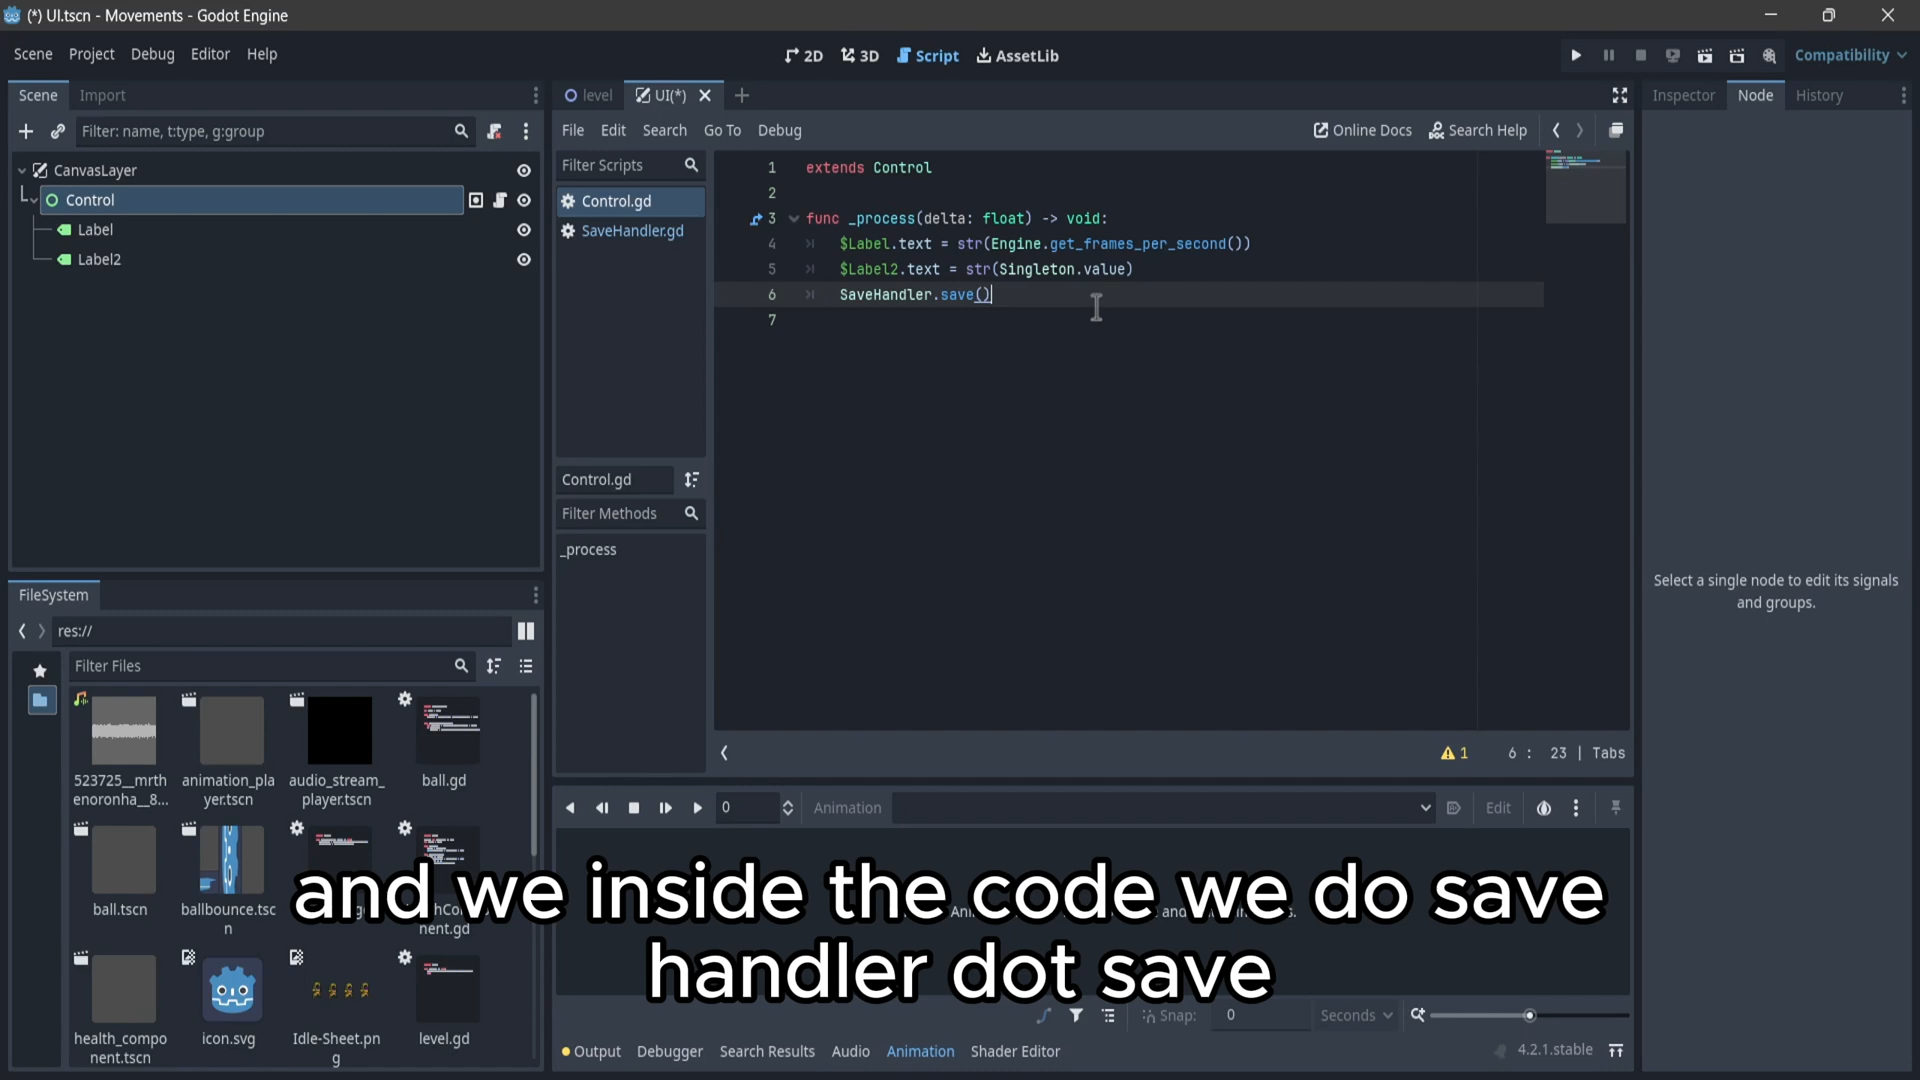 (*) UI.tscn - Movements - Godot Engine
Scene Project Debug Editor Help
2D 3D Script AssetLib
Compatibility
Scene Import
Filter: name, t:type, g:group
CanvasLayer
Control
Label
Label2
level UI(*)
File Edit Search Go To Debug
Online Docs Search Help
Filter Scripts
Control.gd
SaveHandler.gd
Control.gd
Filter Methods
_process
1 extends Control
2
3 func _process(delta: float) -> void:
4 $Label.text = str(Engine.get_frames_per_second())
5 $Label2.text = str(Singleton.value)
6 SaveHandler.save()
7
1 6 : 23 | Tabs
Inspector Node History
Select a single node to edit its signals
and groups.
FileSystem
res://
Filter Files
523725__mrth
enoronha__8...
animation_pla
yer.tscn
audio_stream_
player.tscn
ball.gd
ball.tscn
ballbounce.tsc
n
nent.gd
health_compo
nent.tscn
icon.svg
Idle-Sheet.pn
g
level.gd
0 Animation Edit
and we inside the code we do save
handler dot save
Snap: 0 Seconds
Output Debugger Search Results Audio Animation Shader Editor
4.2.1.stable